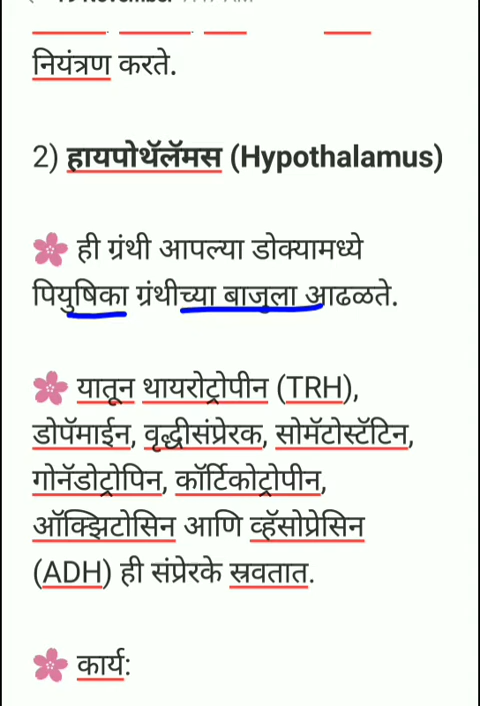 नियंत्रण करते.
2) हायपोथॅलॅमस (Hypothalamus)
🌸 ही ग्रंथी आपल्या डोक्यामध्ये
पियुषिका ग्रंथीच्या बाजूला आढळते.
🌸 यातून थायरोट्रोपीन (TRH),
डोपॅमाईन, वृद्धीसंप्रेरक, सोमॅटोस्टॅटिन,
गोनॅडोट्रोपिन, कॉर्टिकोट्रोपीन,
ऑक्झिटोसिन आणि व्हॅसोप्रेसिन
(ADH) ही संप्रेरके स्रवतात.
🌸 कार्य: